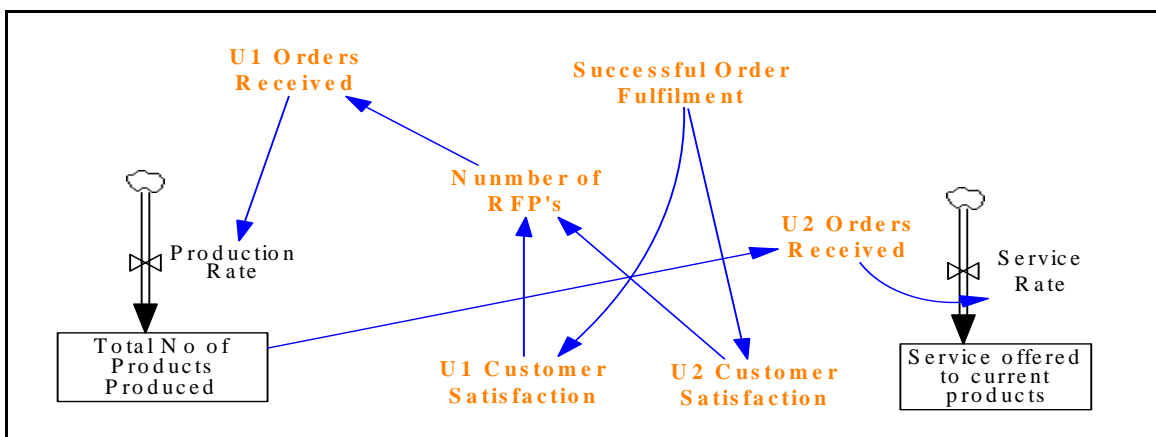 U1 Orders
Received
Successful Order
Fulfilment
Nunmber of
RFP's
U2 Orders
Received
Production
Rate
Service
Rate
Total No of
Products
Produced
U1 Customer
Satisfaction
U2 Customer
Satisfaction
Service offered
to current
products